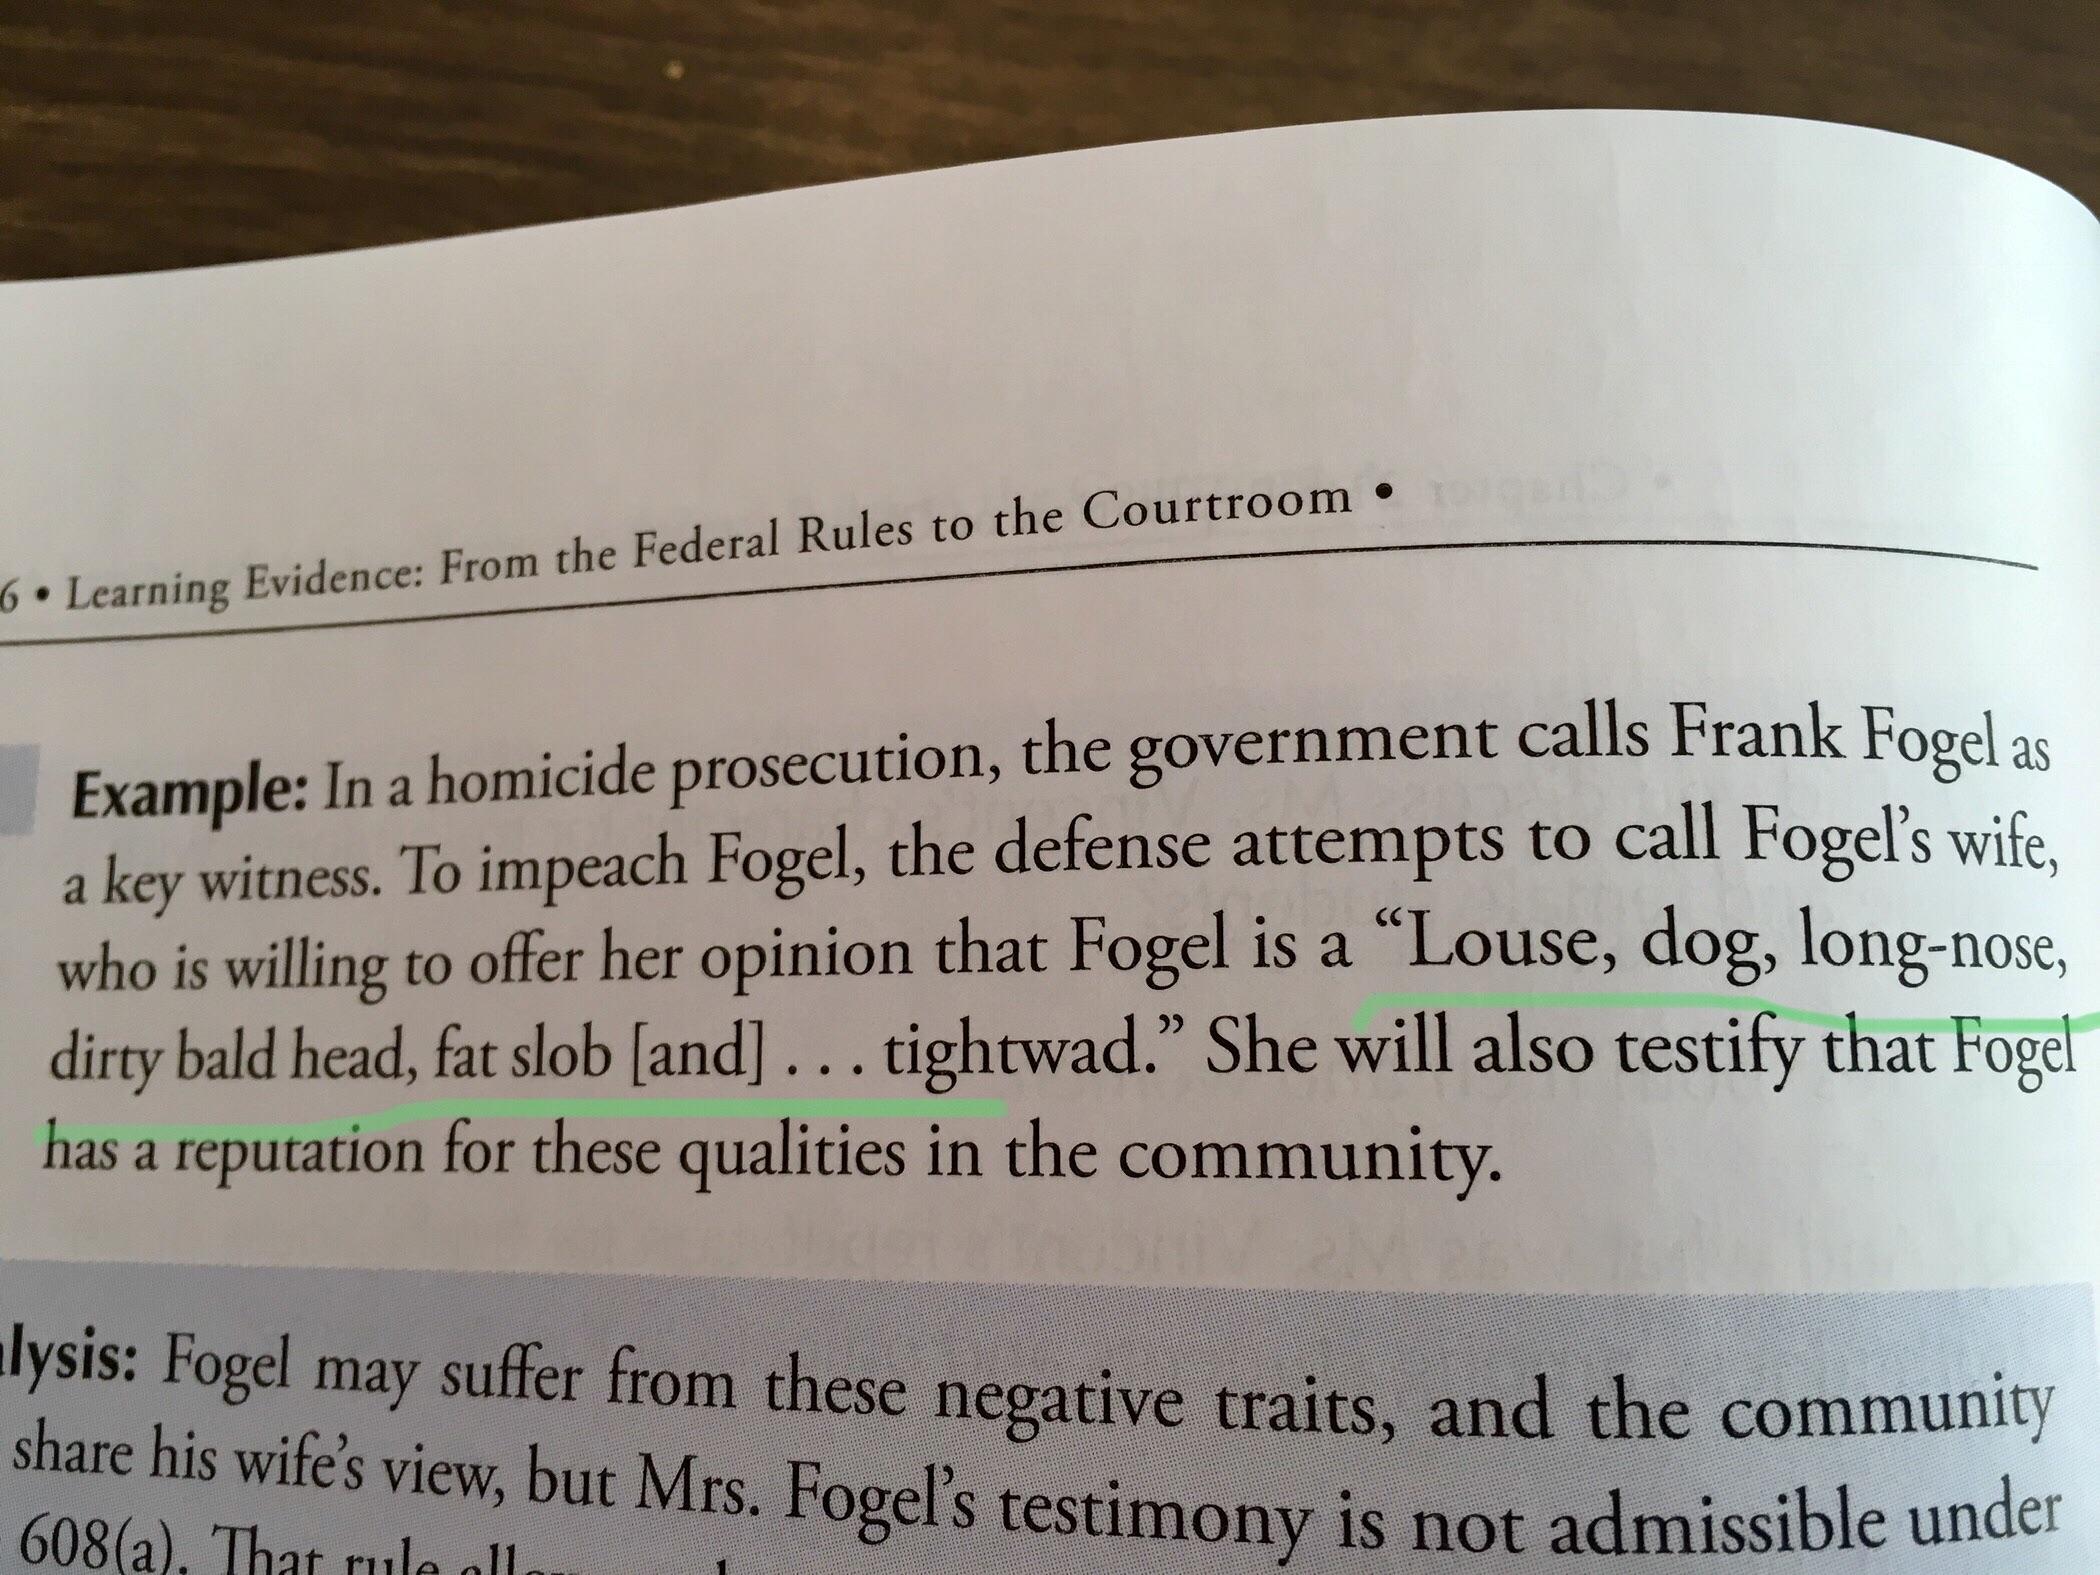 6 • Learning Evidence: From the Federal Rules to the Courtroom •
Example: In a homicide prosecution, the government calls Frank Fogel as
a key witness. To impeach Fogel, the defense attempts to call Fogel’s wife,
who is willing to offer her opinion that Fogel is a “Louse, dog, long-nose,
dirty bald head, fat slob [and] . . . tightwad.” She will also testify that Fogel
has a reputation for these qualities in the community.
lysis: Fogel may suffer from these negative traits, and the community
share his wife’s view, but Mrs. Fogel’s testimony is not admissible under
608(a). That rule